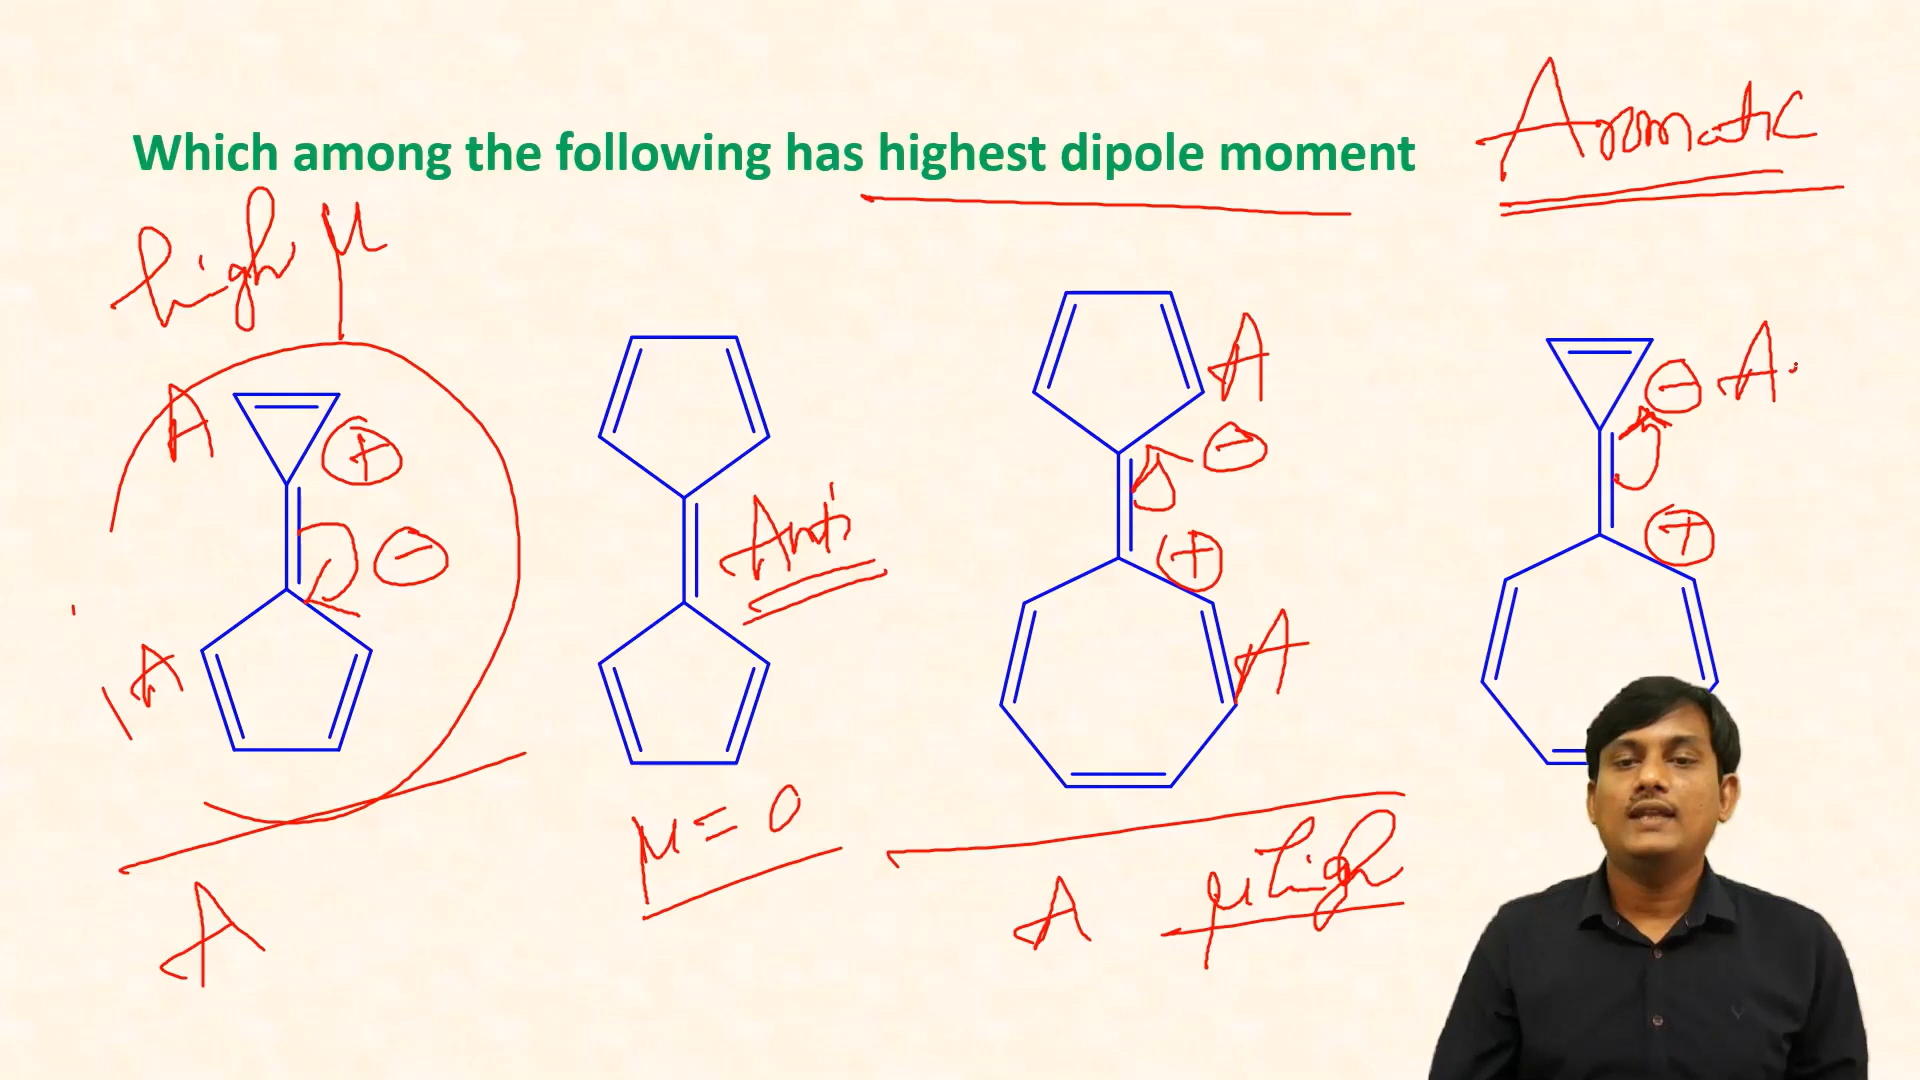 Which among the following has highest dipole moment
Aromatic
high μ
A
+
−
A
A
Anti
μ = 0
A
−
+
A
A μ high
− A.
+